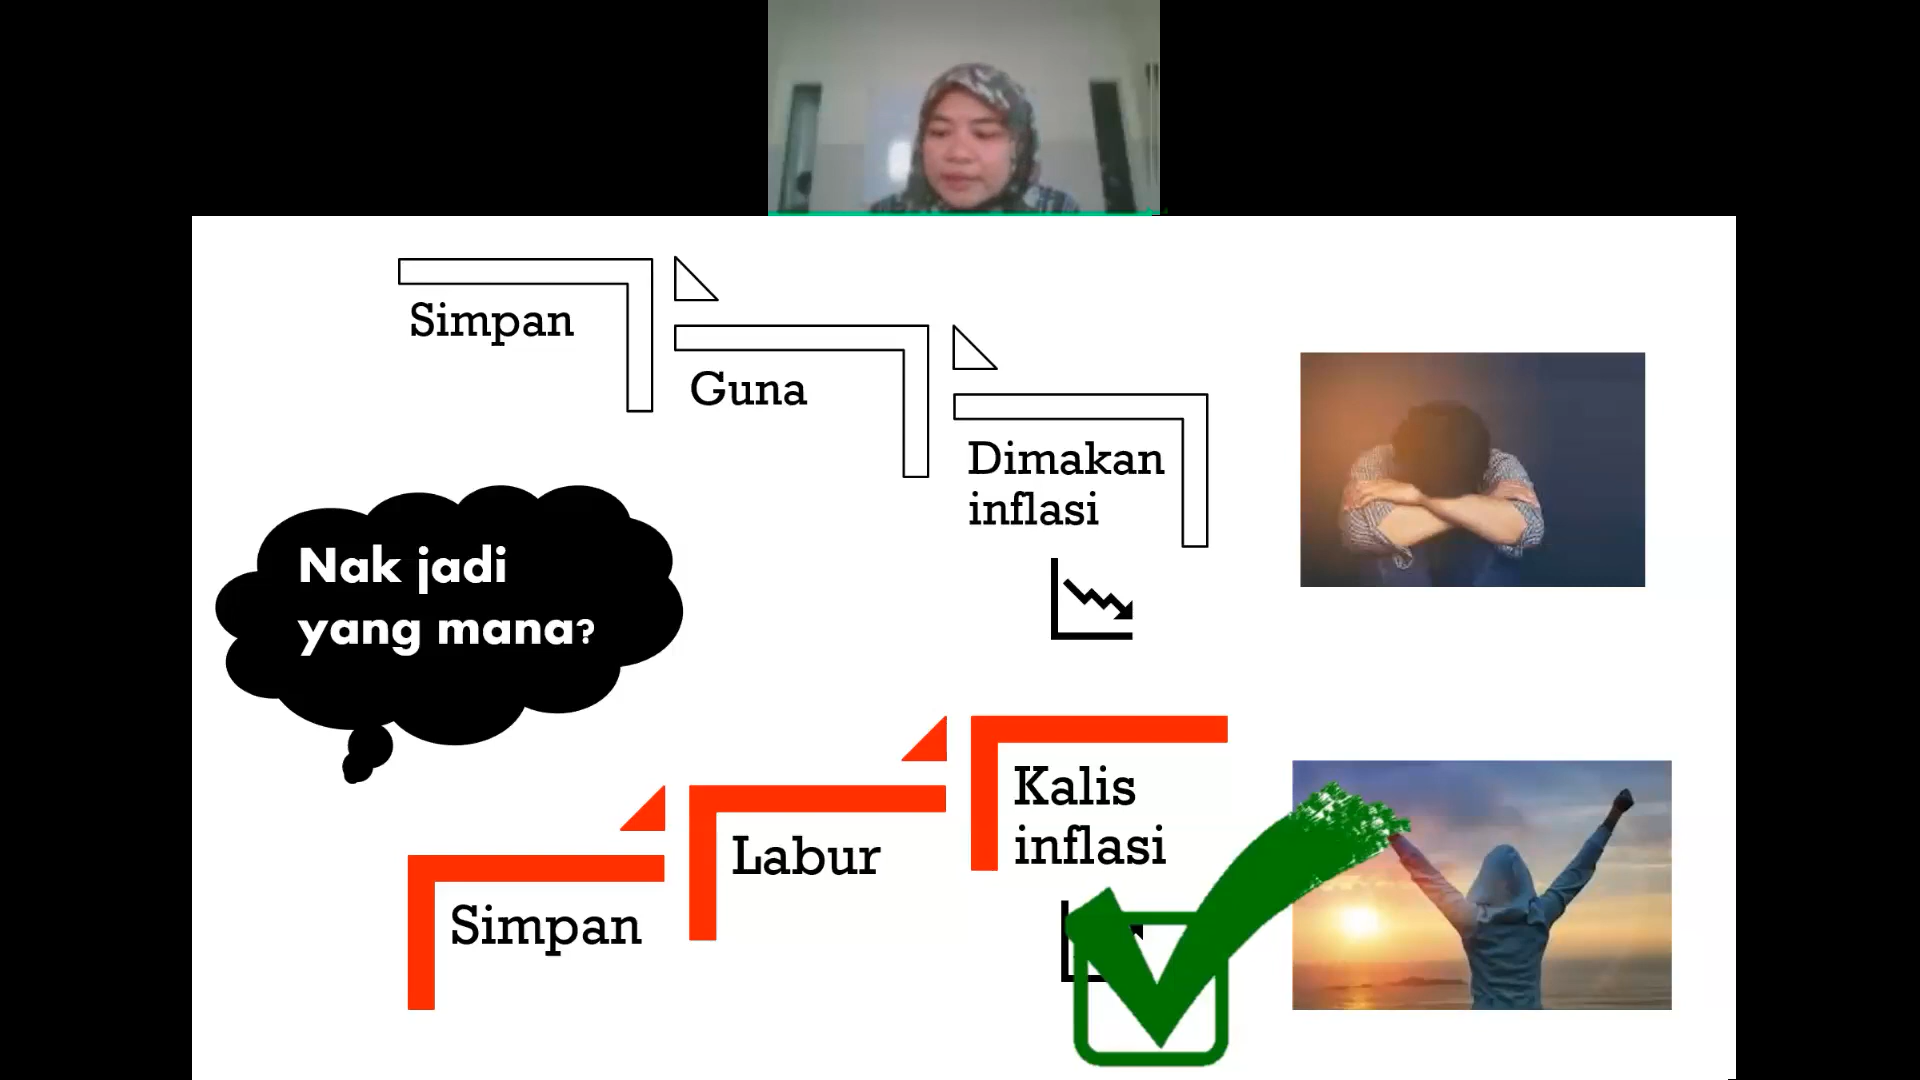 Simpan
Guna
Dimakan
inflasi
Nak jadi
yang mana?
Kalis
inflasi
Labur
Simpan